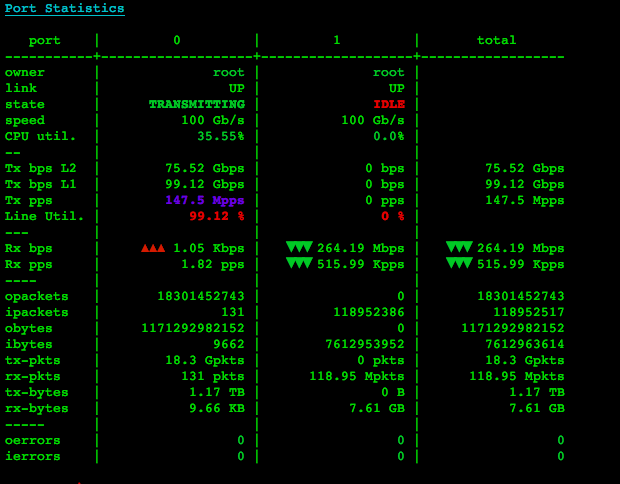 Port Statistics
port | 0 | 1 | total
-----------+-------------------+-------------------+------------------
owner | root | root |
link | UP | UP |
state | TRANSMITTING | IDLE |
speed | 100 Gb/s | 100 Gb/s |
CPU util. | 35.55% | 0.0% |
-- | | |
Tx bps L2 | 75.52 Gbps | 0 bps | 75.52 Gbps
Tx bps L1 | 99.12 Gbps | 0 bps | 99.12 Gbps
Tx pps | 147.5 Mpps | 0 pps | 147.5 Mpps
Line Util. | 99.12 % | 0 % |
--- | | |
Rx bps | ▲▲▲ 1.05 Kbps | ▼▼▼ 264.19 Mbps | ▼▼▼ 264.19 Mbps
Rx pps | 1.82 pps | ▼▼▼ 515.99 Kpps | ▼▼▼ 515.99 Kpps
---- | | |
opackets | 18301452743 | 0 | 18301452743
ipackets | 131 | 118952386 | 118952517
obytes | 1171292982152 | 0 | 1171292982152
ibytes | 9662 | 7612953952 | 7612963614
tx-pkts | 18.3 Gpkts | 0 pkts | 18.3 Gpkts
rx-pkts | 131 pkts | 118.95 Mpkts | 118.95 Mpkts
tx-bytes | 1.17 TB | 0 B | 1.17 TB
rx-bytes | 9.66 KB | 7.61 GB | 7.61 GB
----- | | |
oerrors | 0 | 0 | 0
ierrors | 0 | 0 | 0